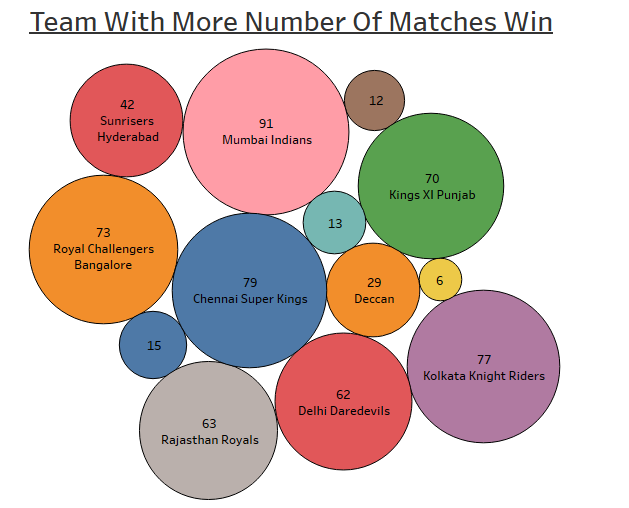 Team With More Number Of Matches Win
42
Sunrisers
Hyderabad
91
Mumbai Indians
12
70
Kings XI Punjab
73
Royal Challengers
Bangalore
13
79
Chennai Super Kings
29
Deccan
6
15
77
Kolkata Knight Riders
62
Delhi Daredevils
63
Rajasthan Royals